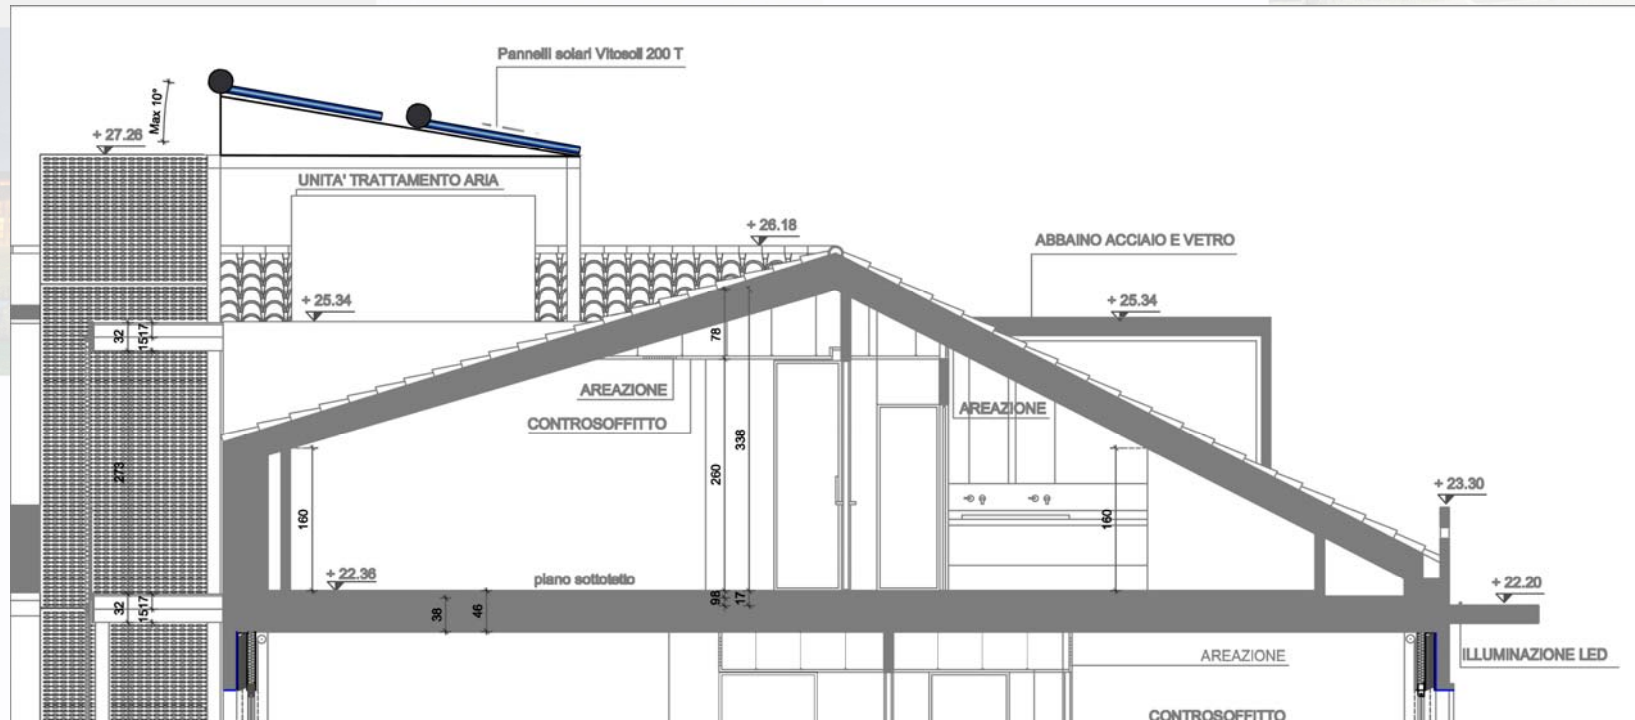 Pannelli solari Vitosoll 200 T
Max 10°
+ 27.26
UNITA' TRATTAMENTO ARIA
+ 26.18
ABBAINO ACCIAIO E VETRO
+ 25.34
+ 25.34
32
1517
78
AREAZIONE
AREAZIONE
CONTROSOFFITTO
338
273
260
+ 23.30
160
160
+ 22.36
piano sottotetto
+ 22.20
32
1517
38
46
98
17
AREAZIONE
ILLUMINAZIONE LED
CONTROSOFFITTO